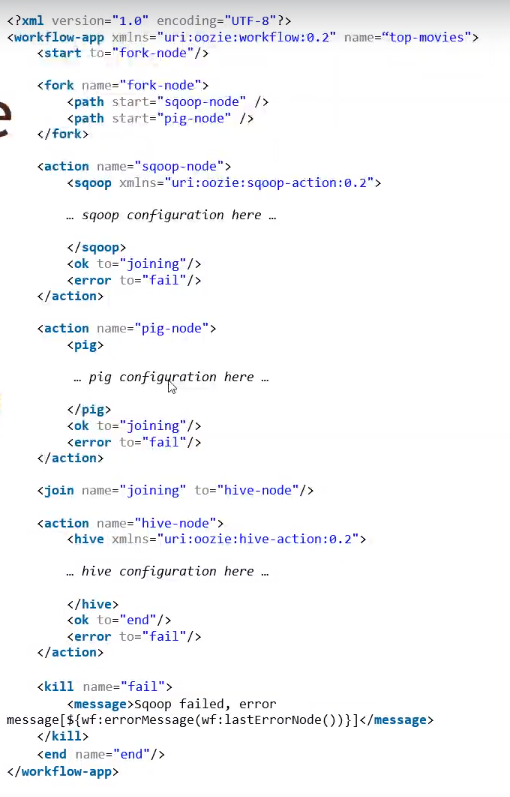 <?xml version="1.0" encoding="UTF-8"?>
<workflow-app xmlns="uri:oozie:workflow:0.2" name=“top-movies">
<start to="fork-node"/>
<fork name="fork-node">
<path start="sqoop-node" />
<path start="pig-node" />
</fork>
<action name="sqoop-node">
<sqoop xmlns="uri:oozie:sqoop-action:0.2">
… sqoop configuration here …
</sqoop>
<ok to="joining"/>
<error to="fail"/>
</action>
<action name="pig-node">
<pig>
… pig configuration here …
</pig>
<ok to="joining"/>
<error to="fail"/>
</action>
<join name="joining" to="hive-node"/>
<action name="hive-node">
<hive xmlns="uri:oozie:hive-action:0.2">
… hive configuration here …
</hive>
<ok to="end"/>
<error to="fail"/>
</action>
<kill name="fail">
<message>Sqoop failed, error
message[${wf:errorMessage(wf:lastErrorNode())}]</message>
</kill>
<end name="end"/>
</workflow-app>